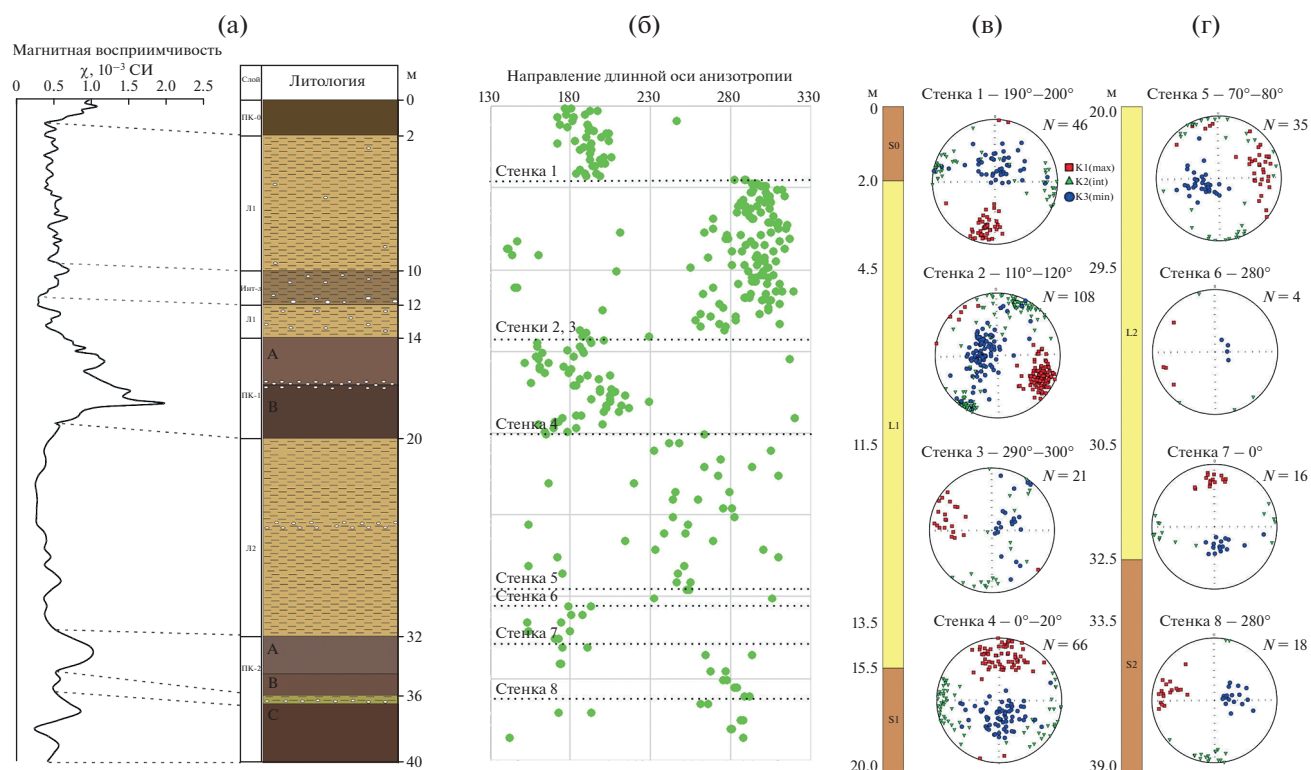 (а)
Магнитная восприимчивость
χ, 10⁻³ СИ
0 0.5 1.0 1.5 2.0 2.5
Слой
Литология
м
0
2
10
12
14
20
32
36
40
ПК-0
Л1
Инт-л
Л1
ПК-1
Л2
ПК-2
A
B
A
B
C
(б)
Направление длинной оси анизотропии
130 180 230 280 330
Стенка 1
Стенки 2, 3
Стенка 4
Стенка 5
Стенка 6
Стенка 7
Стенка 8
(в)
м
0
2.0
4.5
11.5
13.5
15.5
20.0
S0
L1
S1
Стенка 1 – 190°–200°
N = 46
K1(max)
K2(int)
K3(min)
Стенка 2 – 110°–120°
N = 108
Стенка 3 – 290°–300°
N = 21
Стенка 4 – 0°–20°
N = 66
(г)
м
20.0
29.5
30.5
32.5
33.5
39.0
L2
S2
Стенка 5 – 70°–80°
N = 35
Стенка 6 – 280°
N = 4
Стенка 7 – 0°
N = 16
Стенка 8 – 280°
N = 18